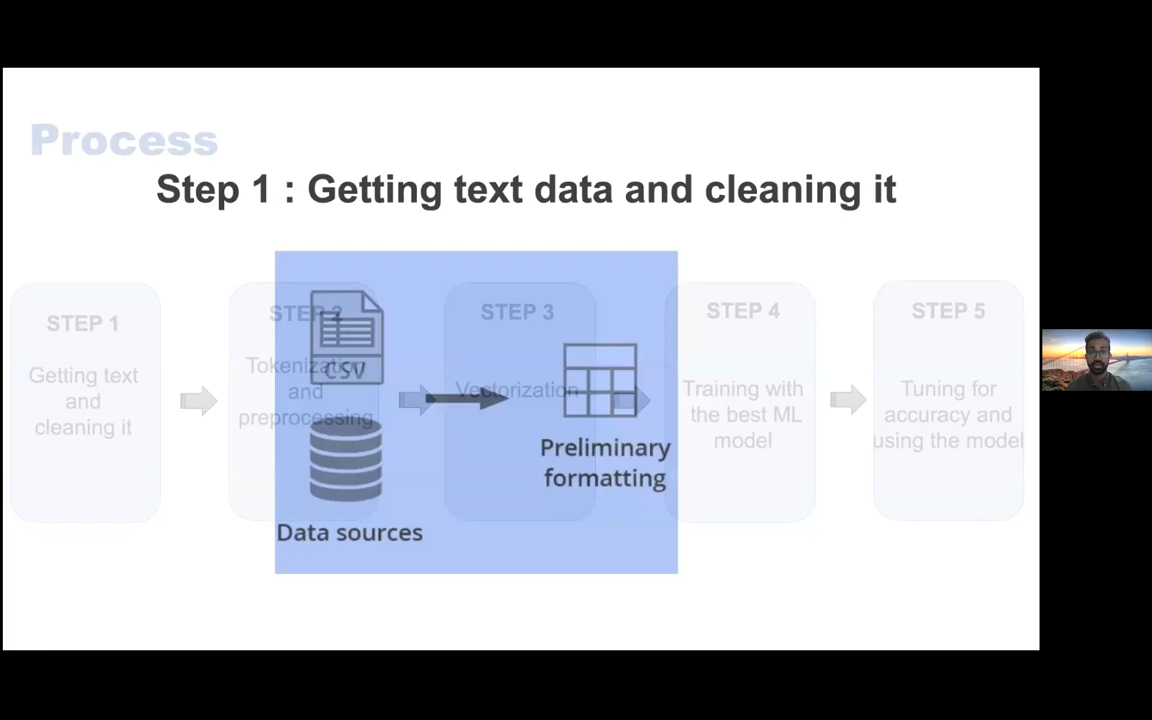 Process
Step 1 : Getting text data and cleaning it
STEP 1
Getting text
and
cleaning it
STEP 2
Tokenization
and
preprocessing
STEP 3
Vectorization
STEP 4
Training with
the best ML
model
STEP 5
Tuning for
accuracy and
using the model
CSV
Data sources
Preliminary
formatting